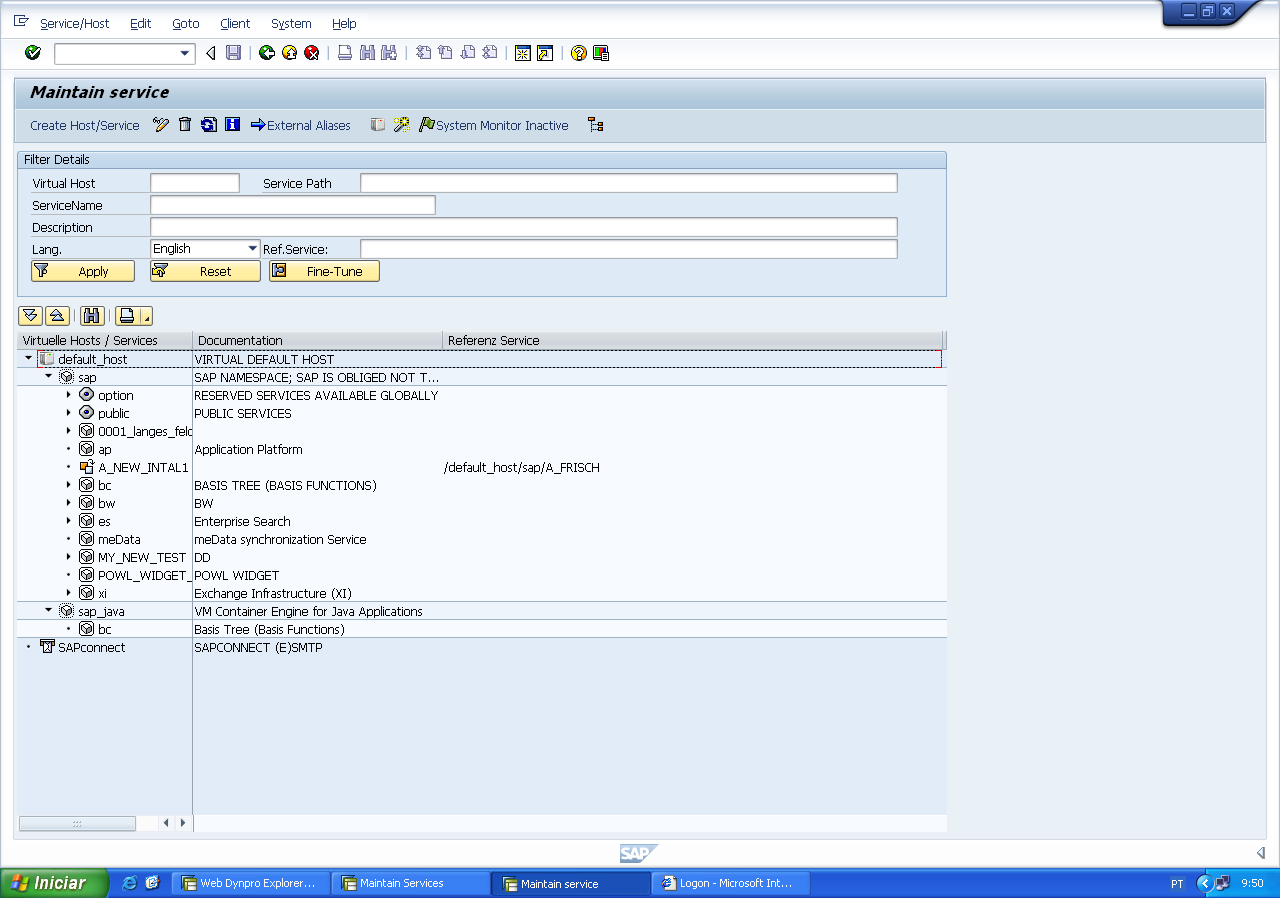 Service/Host Edit Goto Client System Help
Maintain service
Create Host/Service External Aliases System Monitor Inactive
Filter Details
Virtual Host Service Path
ServiceName
Description
Lang. English Ref.Service:
Apply Reset Fine-Tune
Virtuelle Hosts / Services Documentation Referenz Service
default_host VIRTUAL DEFAULT HOST
sap SAP NAMESPACE; SAP IS OBLIGED NOT T...
option RESERVED SERVICES AVAILABLE GLOBALLY
public PUBLIC SERVICES
0001_langes_feld
ap Application Platform
A_NEW_INTAL1 /default_host/sap/A_FRISCH
bc BASIS TREE (BASIS FUNCTIONS)
bw BW
es Enterprise Search
meData meData synchronization Service
MY_NEW_TEST DD
POWL_WIDGET_ POWL WIDGET
xi Exchange Infrastructure (XI)
sap_java VM Container Engine for Java Applications
bc Basis Tree (Basis Functions)
SAPconnect SAPCONNECT (E)SMTP
SAP
Iniciar Web Dynpro Explorer... Maintain Services Maintain service Logon - Microsoft Int... PT 9:50